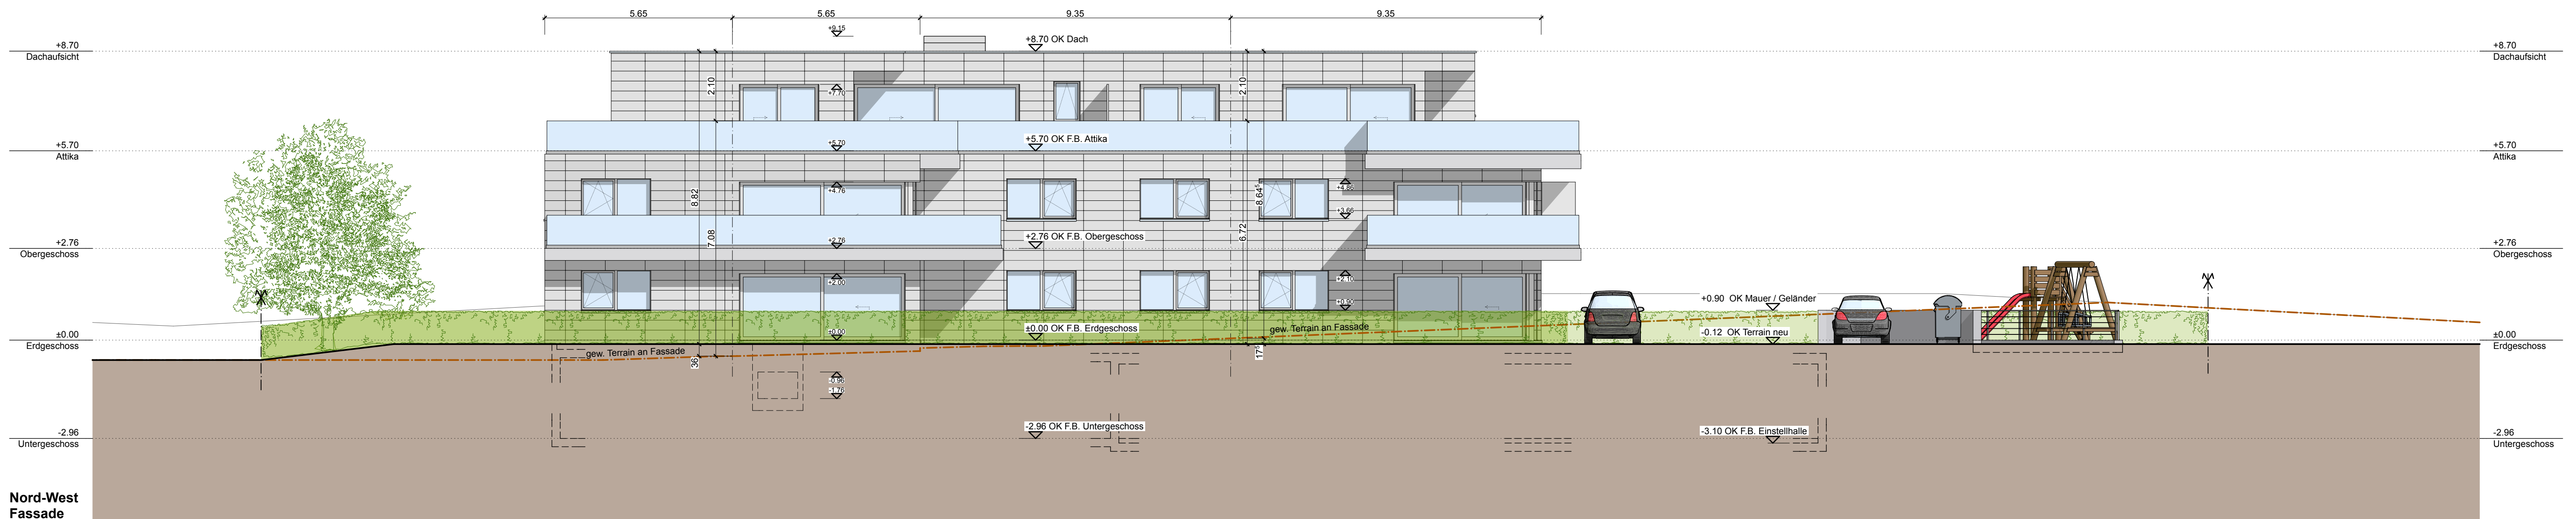 5.65
5.65
9.35
9.35
+9.15
+8.70
Dachaufsicht
+8.70 OK Dach
+8.70
Dachaufsicht
2.10
2.10
+7.70
+5.70
Attika
+5.70
+5.70 OK F.B. Attika
+5.70
Attika
8.82
+4.76
8.64⁵
+4.86
+3.66
7.08
6.72
+2.76
Obergeschoss
+2.76
+2.76 OK F.B. Obergeschoss
+2.76
Obergeschoss
+2.00
+2.10
+0.90
+0.90 OK Mauer / Geländer
±0.00
Erdgeschoss
±0.00
±0.00 OK F.B. Erdgeschoss
gew. Terrain an Fassade
-0.12 OK Terrain neu
±0.00
Erdgeschoss
gew. Terrain an Fassade
36
17⁵
-0.96
-1.76
-2.96
Untergeschoss
-2.96 OK F.B. Untergeschoss
-3.10 OK F.B. Einstellhalle
-2.96
Untergeschoss
Nord-West
Fassade